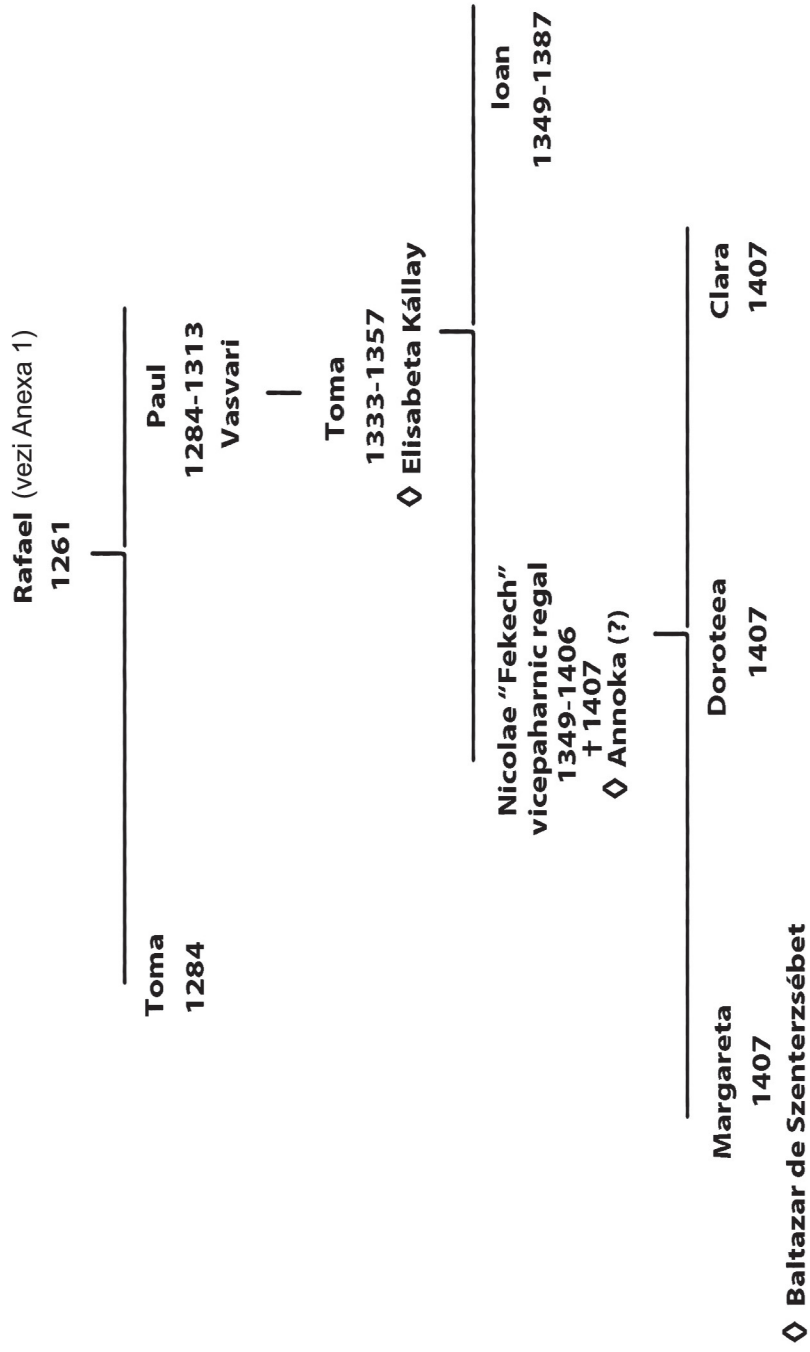 Rafael (vezi Anexa 1)
1261
Toma
1284
Paul
1284-1313
Vasvari
Toma
1333-1357
◊ Elisabeta Kállay
Nicolae “Fekech”
vicepaharnic regal
1349-1406
+ 1407
◊ Annoka (?)
Ioan
1349-1387
Margareta
1407
◊ Baltazar de Szenterzsébet
Doroteea
1407
Clara
1407